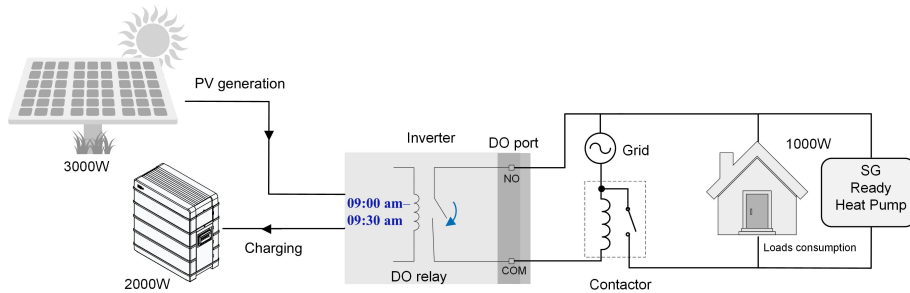 PV generation
3000W
Inverter
DO port
NO
Grid
1000W
SG
Ready
Heat Pump
09:00 am–
09:30 am
Charging
Loads consumption
COM
DO relay
2000W
Contactor